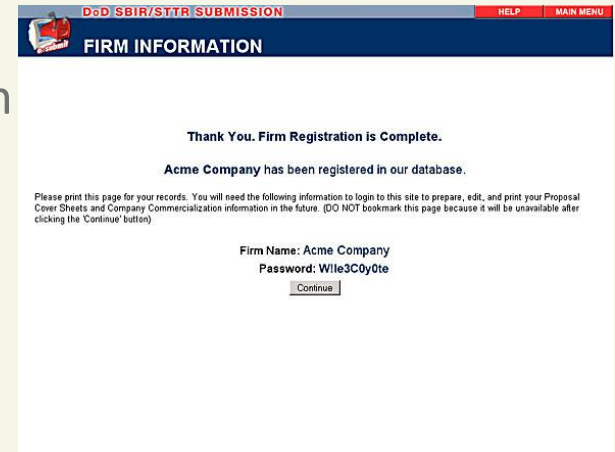 DoD SBIR/STTR SUBMISSION
HELP
MAIN MENU
e-submit
FIRM INFORMATION
n
Thank You. Firm Registration is Complete.
Acme Company has been registered in our database.
Please print this page for your records. You will need the following information to login to this site to prepare, edit, and print your Proposal
Cover Sheets and Company Commercialization information in the future. (DO NOT bookmark this page because it will be unavailable after
clicking the 'Continue' button)
Firm Name: Acme Company
Password: W!le3C0y0te
Continue